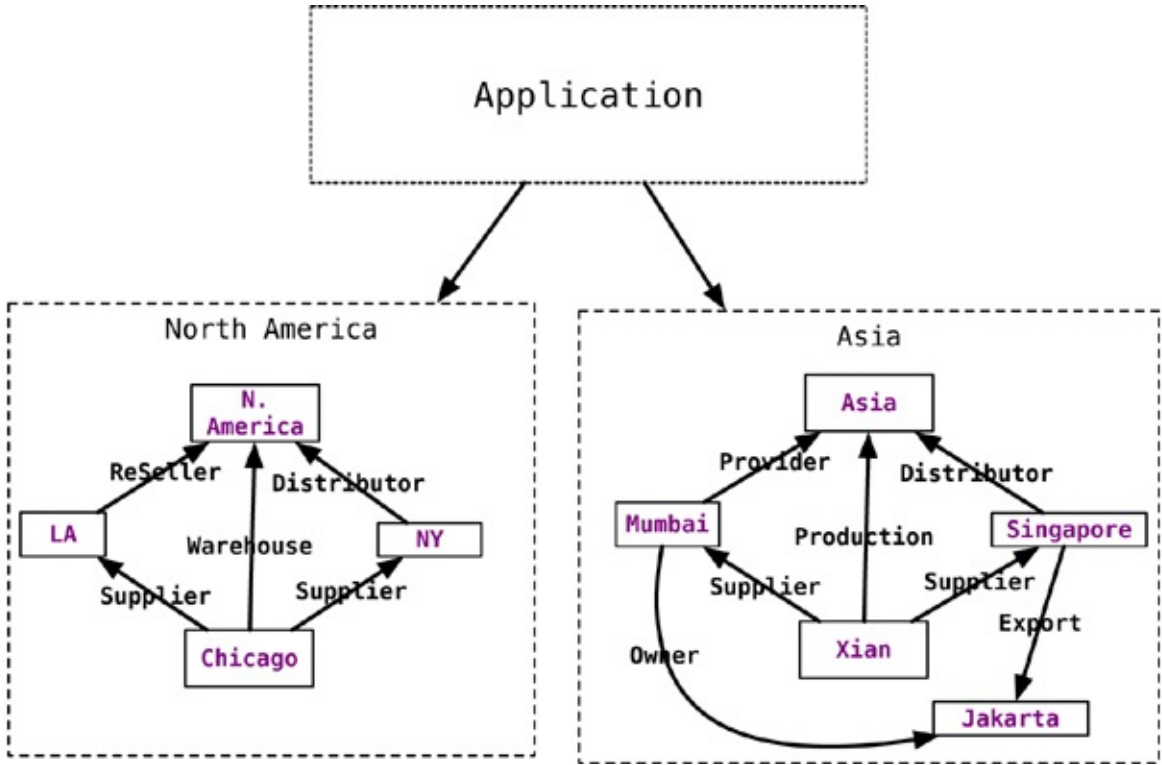 Application
North America
N.
America
ReSeller
Distributor
LA
NY
Warehouse
Supplier
Supplier
Chicago
Asia
Asia
Provider
Distributor
Mumbai
Singapore
Production
Supplier
Supplier
Export
Xian
Owner
Jakarta